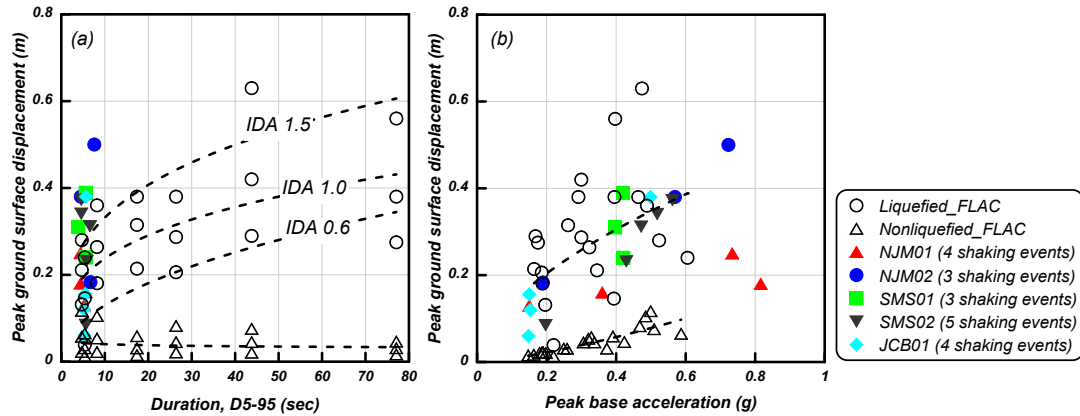 (a)
(b)
Peak ground surface displacement (m)
0.8
0.6
0.4
0.2
0
IDA 1.5
IDA 1.0
IDA 0.6
0 10 20 30 40 50 60 70 80
Duration, D5-95 (sec)
Peak ground surface displacement (m)
0.8
0.6
0.4
0.2
0
0 0.2 0.4 0.6 0.8 1
Peak base acceleration (g)
Liquefied_FLAC
Nonliquefied_FLAC
NJM01 (4 shaking events)
NJM02 (3 shaking events)
SMS01 (3 shaking events)
SMS02 (5 shaking events)
JCB01 (4 shaking events)